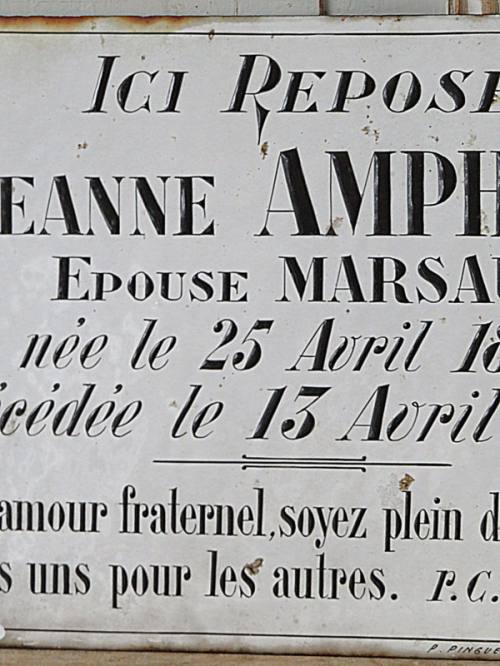 ICI REPOSE
EANNE AMPH
EPOUSE MARSAU
née le 25 Avril 18
écédée le 13 Avril
amour fraternel, soyez plein d
s uns pour les autres. r.c.
P. PINGUE